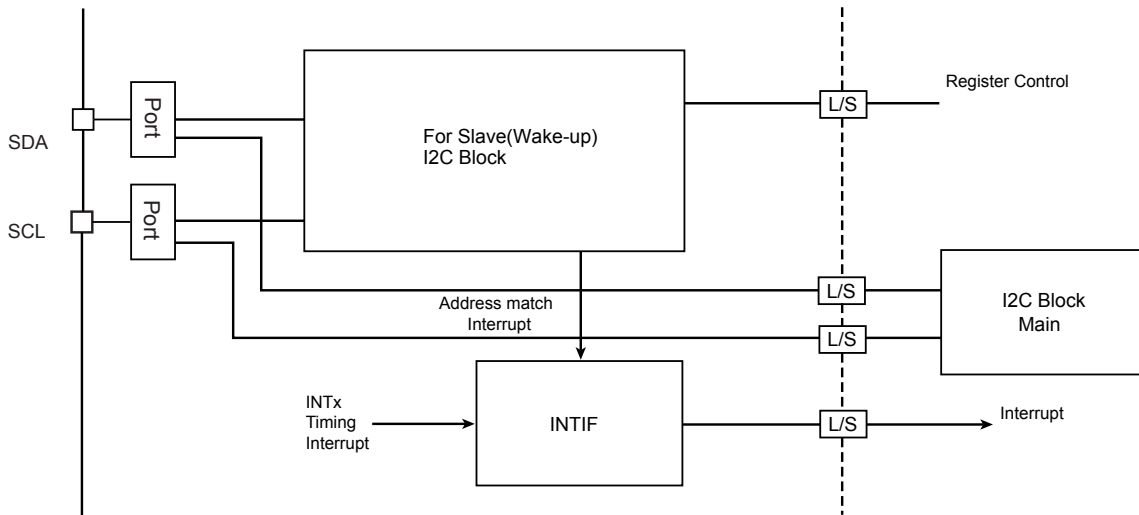 SDA
Port
For Slave(Wake-up)
I2C Block
L/S
Register Control
SCL
Port
Address match
Interrupt
L/S
L/S
I2C Block
Main
INTx
Timing
Interrupt
INTIF
L/S
Interrupt